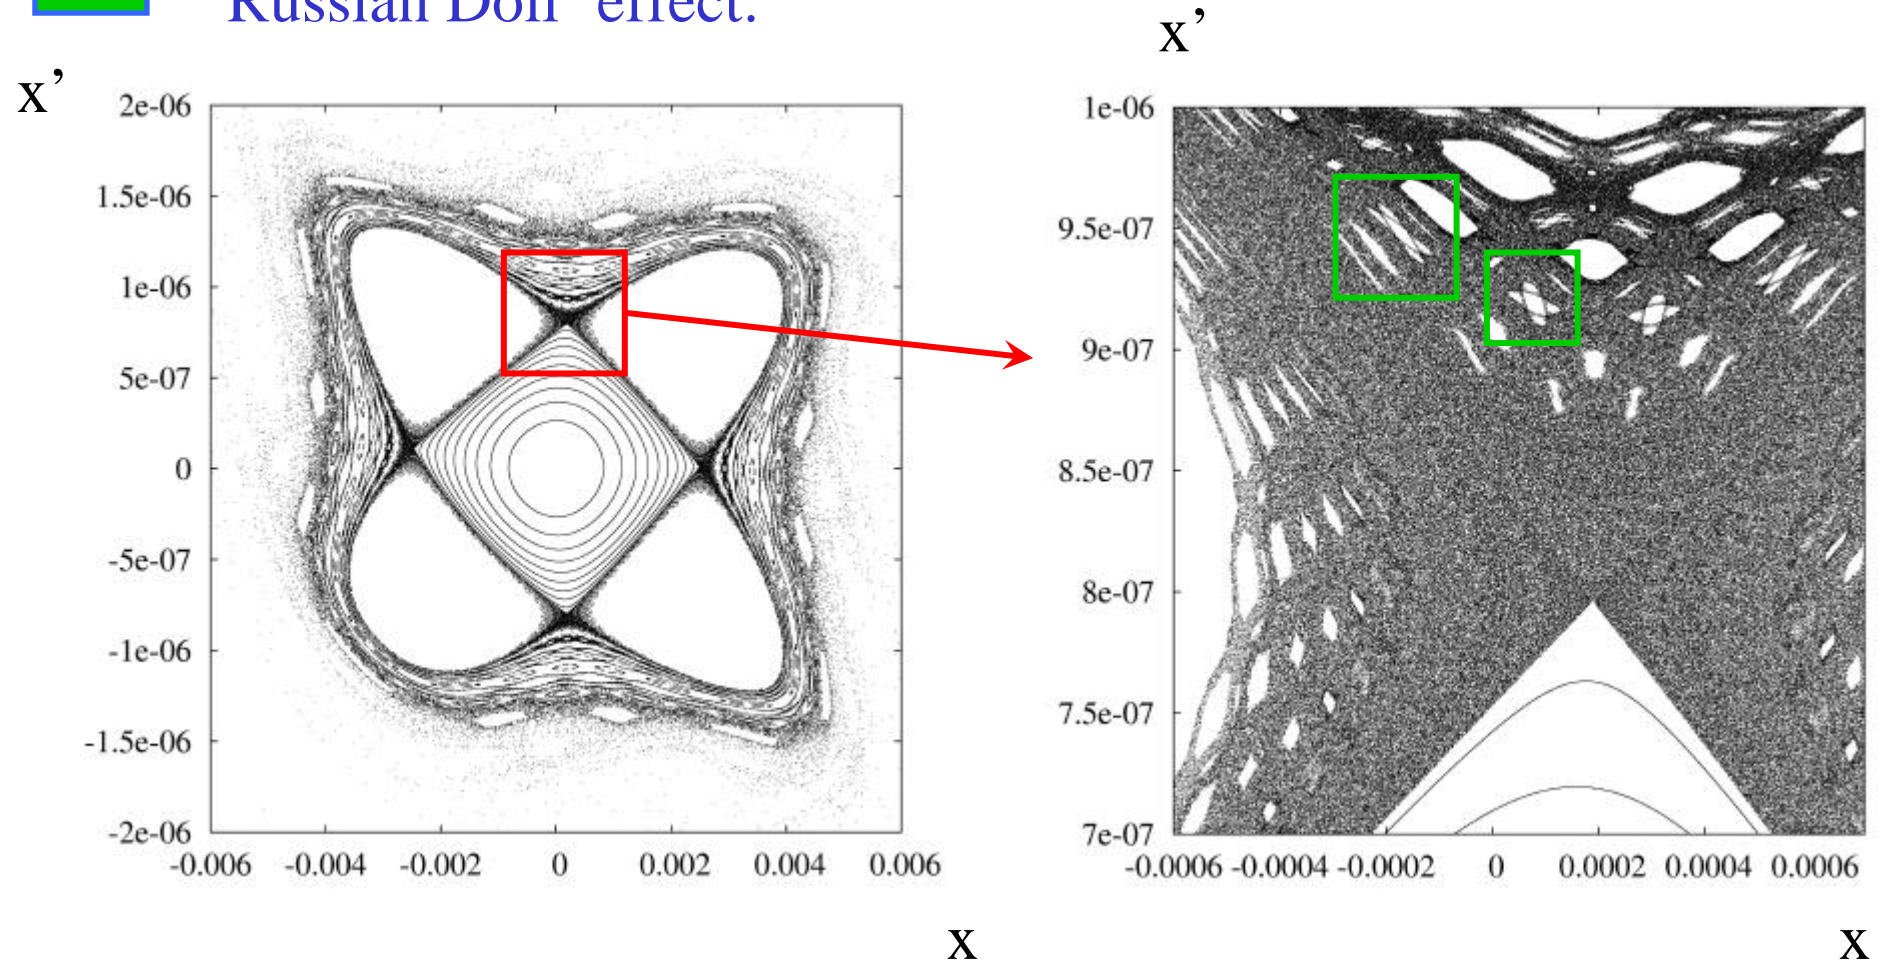 Russian Doll” effect.
x’
x’
2e-06
1.5e-06
1e-06
5e-07
0
-5e-07
-1e-06
-1.5e-06
-2e-06
-0.006 -0.004 -0.002 0 0.002 0.004 0.006
x
1e-06
9.5e-07
9e-07
8.5e-07
8e-07
7.5e-07
7e-07
-0.0006 -0.0004 -0.0002 0 0.0002 0.0004 0.0006
x